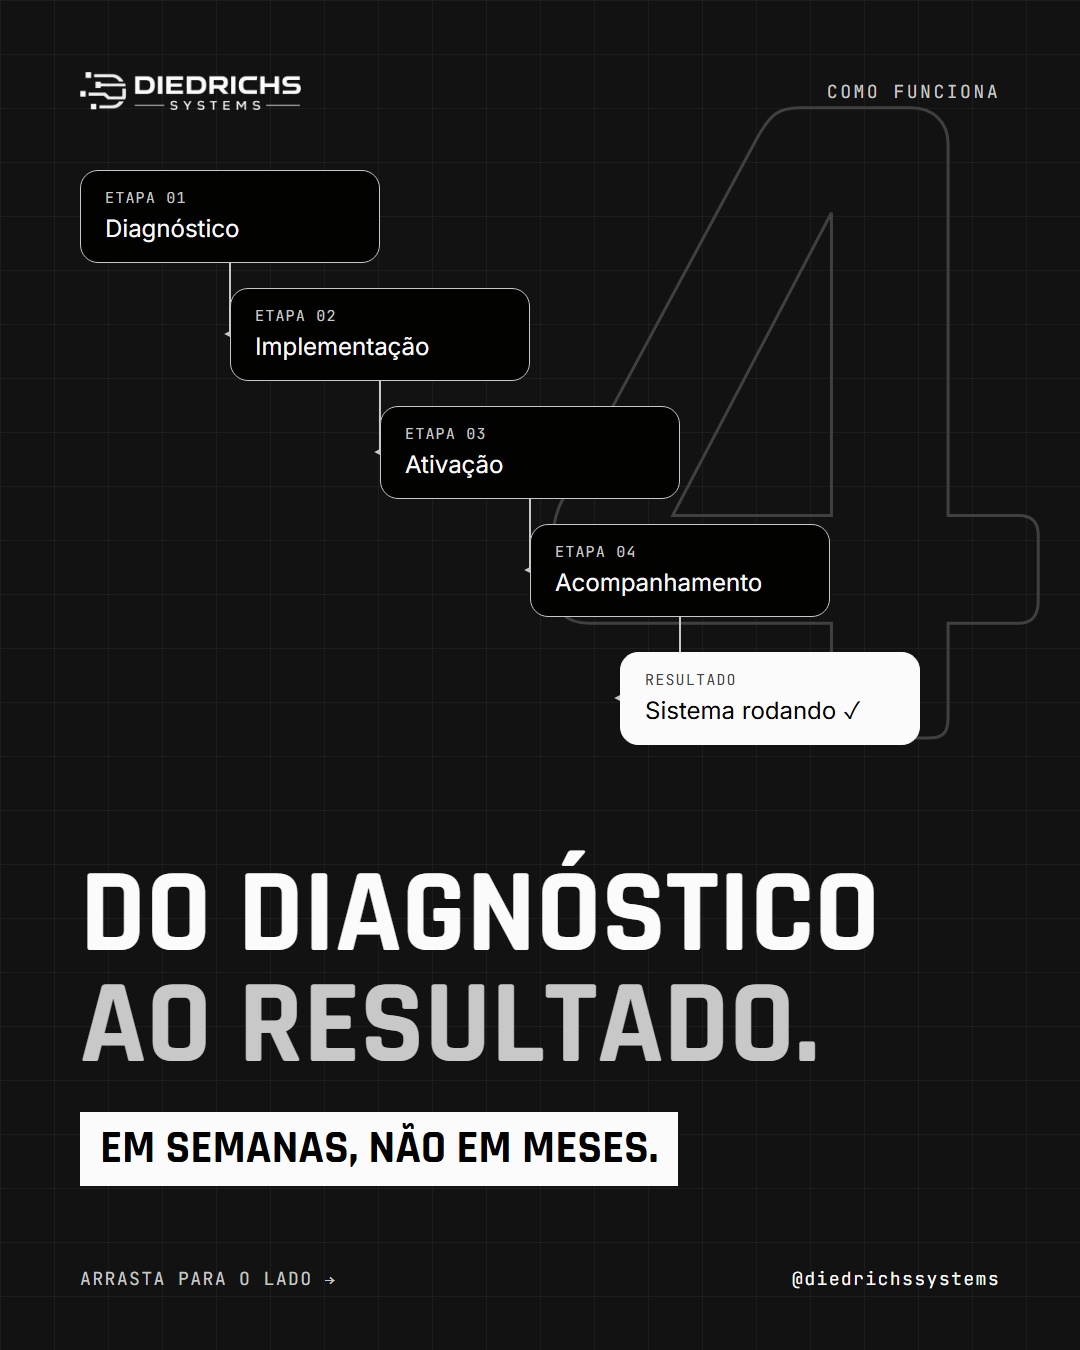 DIEDRICHS
SYSTEMS
COMO FUNCIONA
4
ETAPA 01
Diagnóstico
ETAPA 02
Implementação
ETAPA 03
Ativação
ETAPA 04
Acompanhamento
RESULTADO
Sistema rodando ✓
DO DIAGNÓSTICO
AO RESULTADO.
EM SEMANAS, NÃO EM MESES.
ARRASTA PARA O LADO →
@diedrichssystems